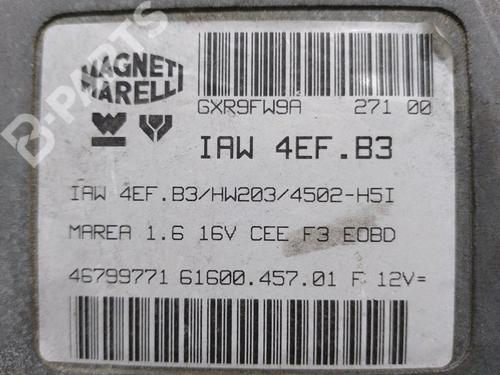 MAGNETI
MARELLI
GXR9FW9A 271 00
IAW 4EF.B3
IAW 4EF.B3/HW203/4502-H5I
MAREA 1.6 16V CEE F3 EOBD
46799771 61600.457.01 F 12V=
B-PARTS